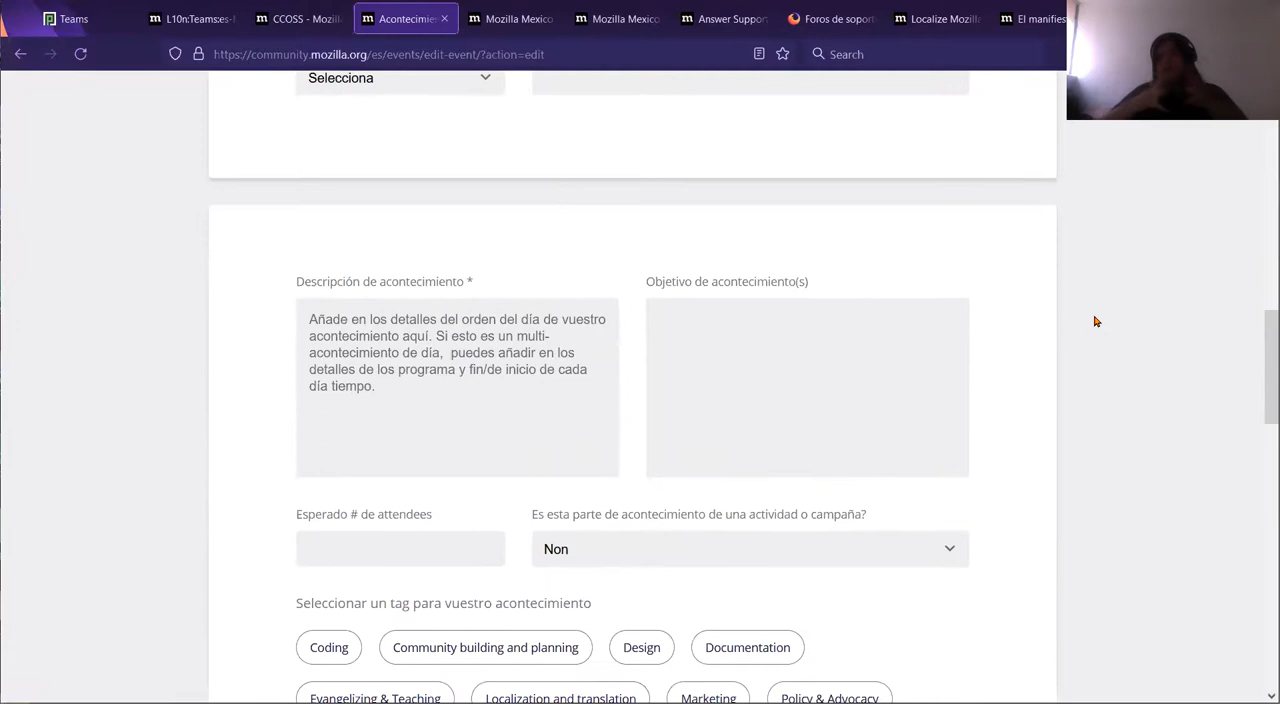 Teams
L10n:Teams:es-
CCOSS - Mozill
Acontecimie
Mozilla Mexico
Mozilla Mexico
Answer Suppor
Foros de soport
Localize Mozilla
El manifies
https://community.mozilla.org/es/events/edit-event/?action=edit
Search
Selecciona
Descripción de acontecimiento *
Objetivo de acontecimiento(s)
Añade en los detalles del orden del día de vuestro
acontecimiento aquí. Si esto es un multi-
acontecimiento de día, puedes añadir en los
detalles de los programa y fin/de inicio de cada
día tiempo.
Esperado # de attendees
Es esta parte de acontecimiento de una actividad o campaña?
Non
Seleccionar un tag para vuestro acontecimiento
Coding
Community building and planning
Design
Documentation
Evangelizing & Teaching
Localization and translation
Marketing
Policy & Advocacy